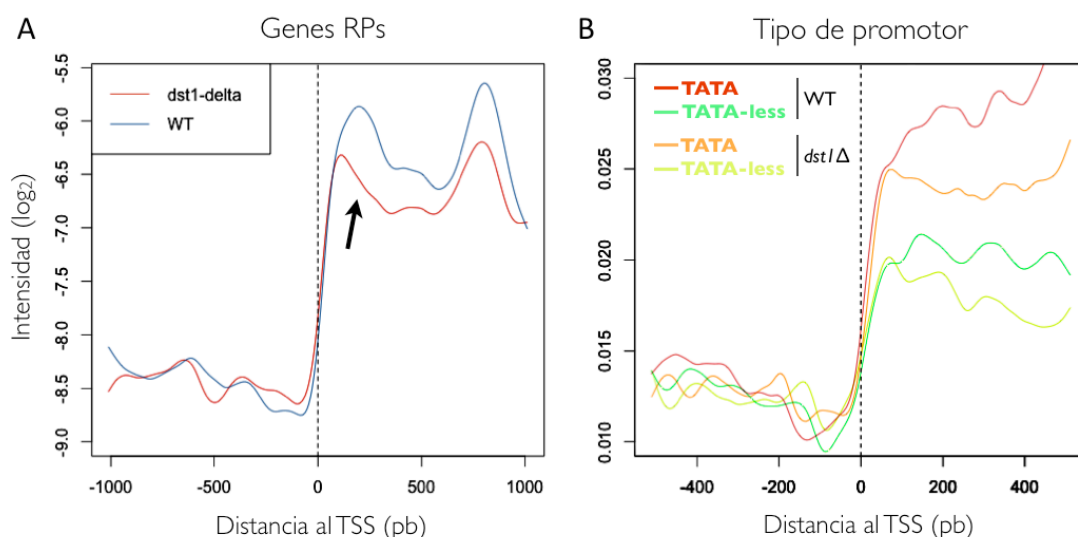 A
Genes RPs
dst1-delta
WT
Intensidad (log2)
-5.5
-6.0
-6.5
-7.0
-7.5
-8.0
-8.5
-9.0
-1000
-500
0
500
1000
Distancia al TSS (pb)
B
Tipo de promotor
TATA
TATA-less
WT
TATA
TATA-less
dst1Δ
0.030
0.025
0.020
0.015
0.010
-400
-200
0
200
400
Distancia al TSS (pb)